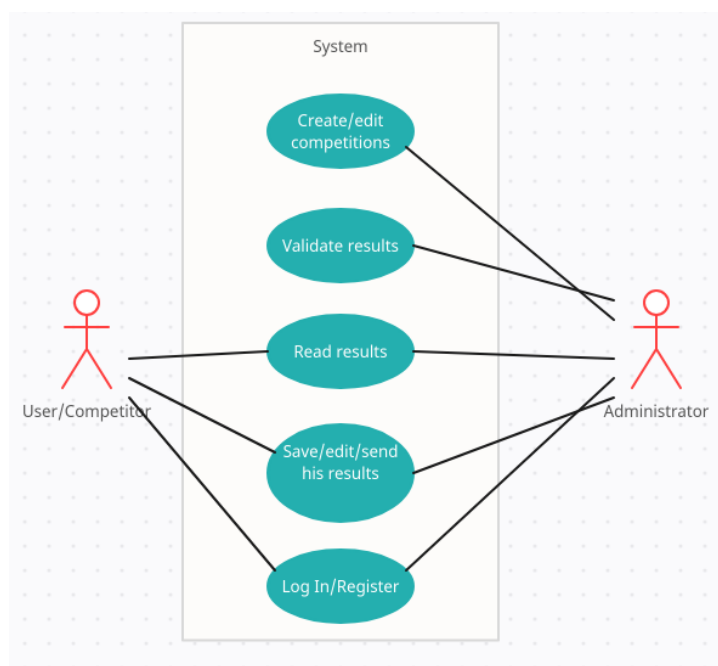 System
Create/edit
competitions
Validate results
Read results
User/Competitor
Administrator
Save/edit/send
his results
Log In/Register